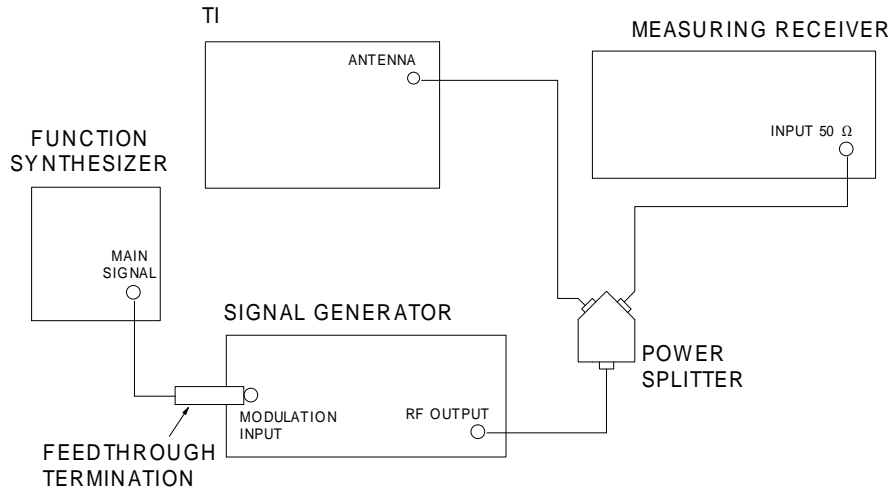 TI
MEASURING RECEIVER
ANTENNA
INPUT 50 Ω
FUNCTION
SYNTHESIZER
MAIN
SIGNAL
SIGNAL GENERATOR
POWER
SPLITTER
MODULATION
INPUT
RF OUTPUT
FEEDTHROUGH
TERMINATION